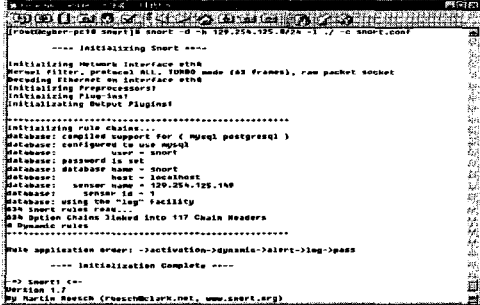 [root@cyber-pc10 snort]# snort -d -h 129.254.125.0/24 -l ./ -c snort.conf
---- Initializing Snort ----
Initializing Network Interface eth0
Kernel filter, protocol ALL, TURBO mode (63 frames), raw packet socket
Decoding Ethernet on interface eth0
Initializing Preprocessors!
Initializing Plug-ins!
Initializating Output Plugins!
Initializing rule chains...
database: compiled support for ( mysql postgresql )
database: configured to use mysql
database: user = snort
database: password is set
database: database name = snort
database: host = localhost
database: sensor name = 129.254.125.149
database: sensor id = 1
database: using the "log" facility
634 Snort rules read...
634 Option Chains linked into 117 Chain Headers
0 Dynamic rules
Rule application order: ->activation->dynamic->alert->log->pass
---- Initialization Complete ----
-*> Snort! <*-
Version 1.7
By Martin Roesch (roesch@clark.net, www.snort.org)